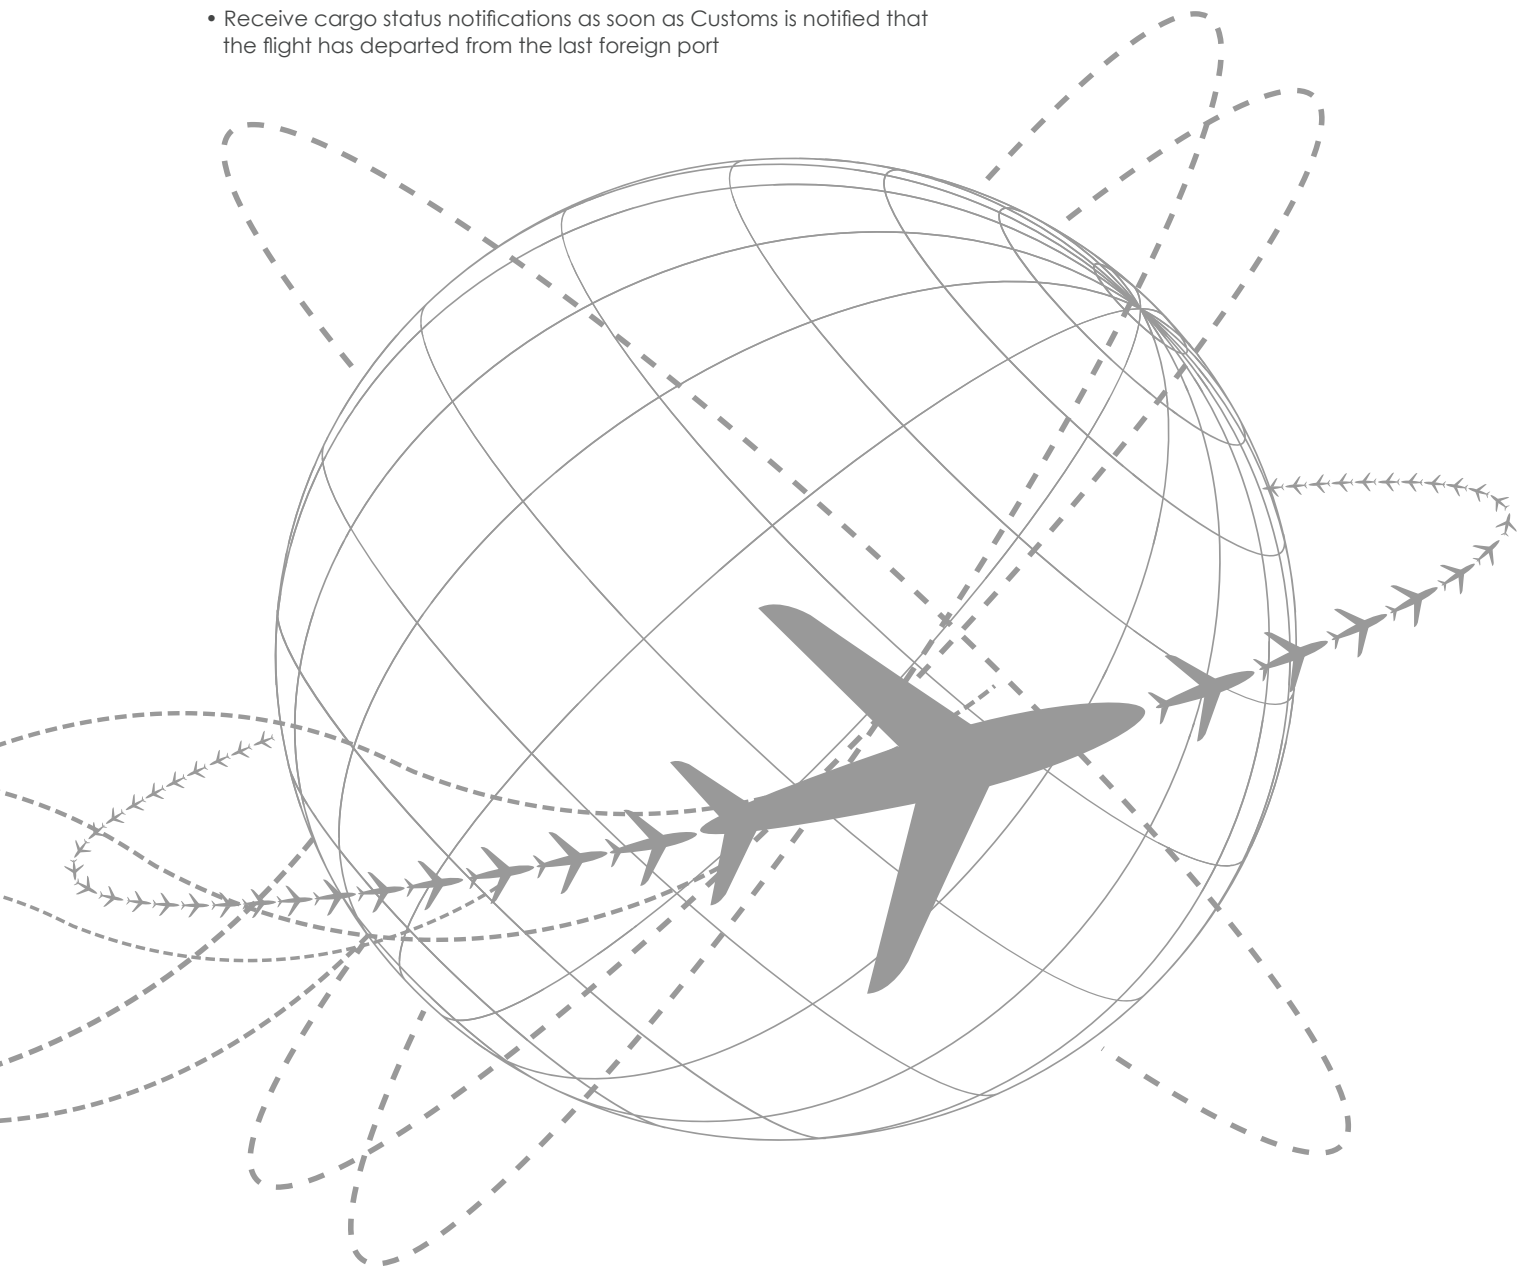 • Receive cargo status notifications as soon as Customs is notified that
the flight has departed from the last foreign port